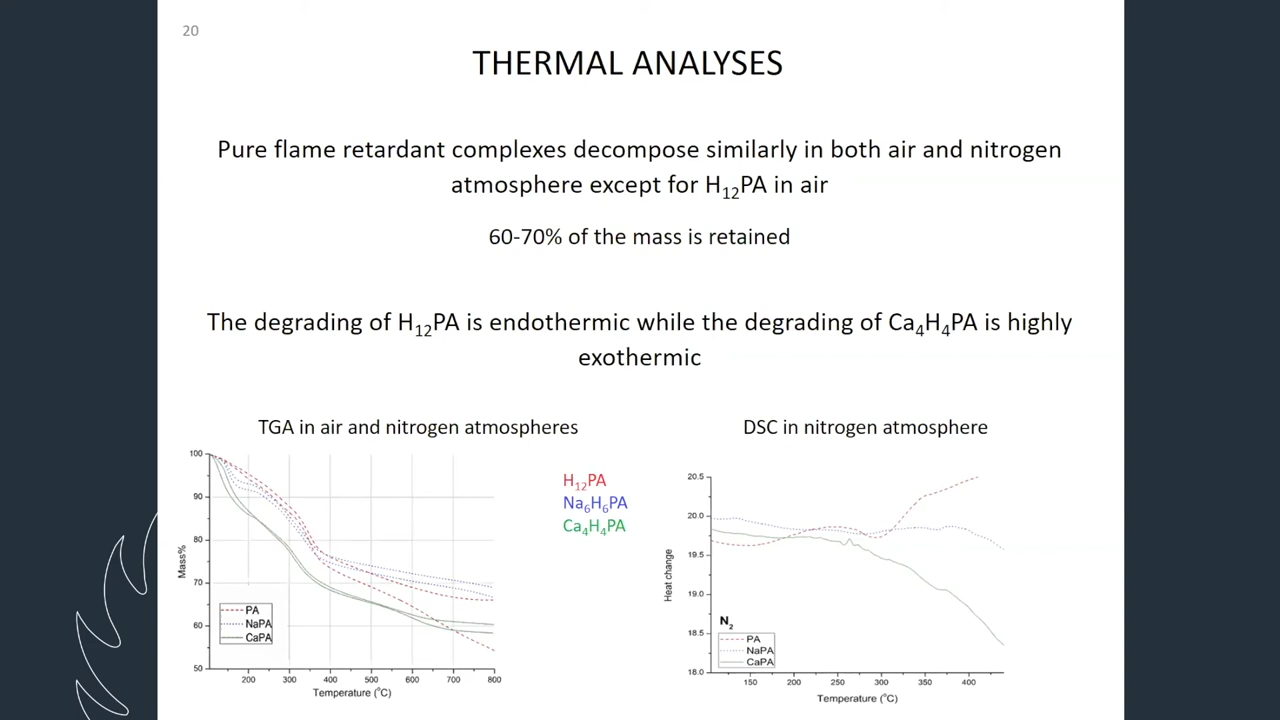 20
THERMAL ANALYSES
Pure flame retardant complexes decompose similarly in both air and nitrogen
atmosphere except for H₁₂PA in air
60-70% of the mass is retained
The degrading of H₁₂PA is endothermic while the degrading of Ca₄H₄PA is highly
exothermic
TGA in air and nitrogen atmospheres
100
90
80
70
60
50
Mass%
PA
NaPA
CaPA
200 300 400 500 600 700 800
Temperature (°C)
H₁₂PA
Na₆H₆PA
Ca₄H₄PA
DSC in nitrogen atmosphere
20.5
20.0
19.5
19.0
18.5
18.0
Heat change
N₂
PA
NaPA
CaPA
150 200 250 300 350 400
Temperature (°C)